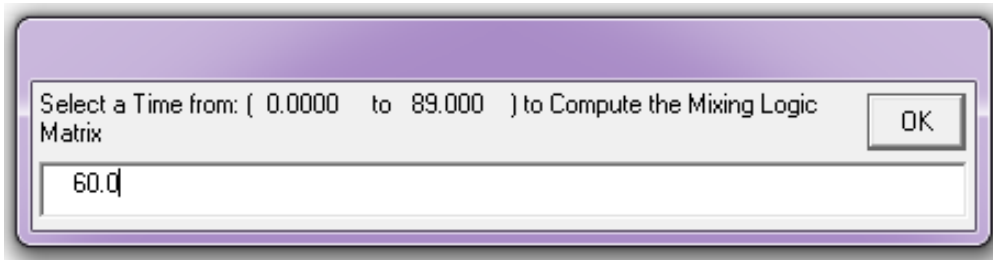 Select a Time from: ( 0.0000 to 89.000 ) to Compute the Mixing Logic
Matrix
OK
60.0